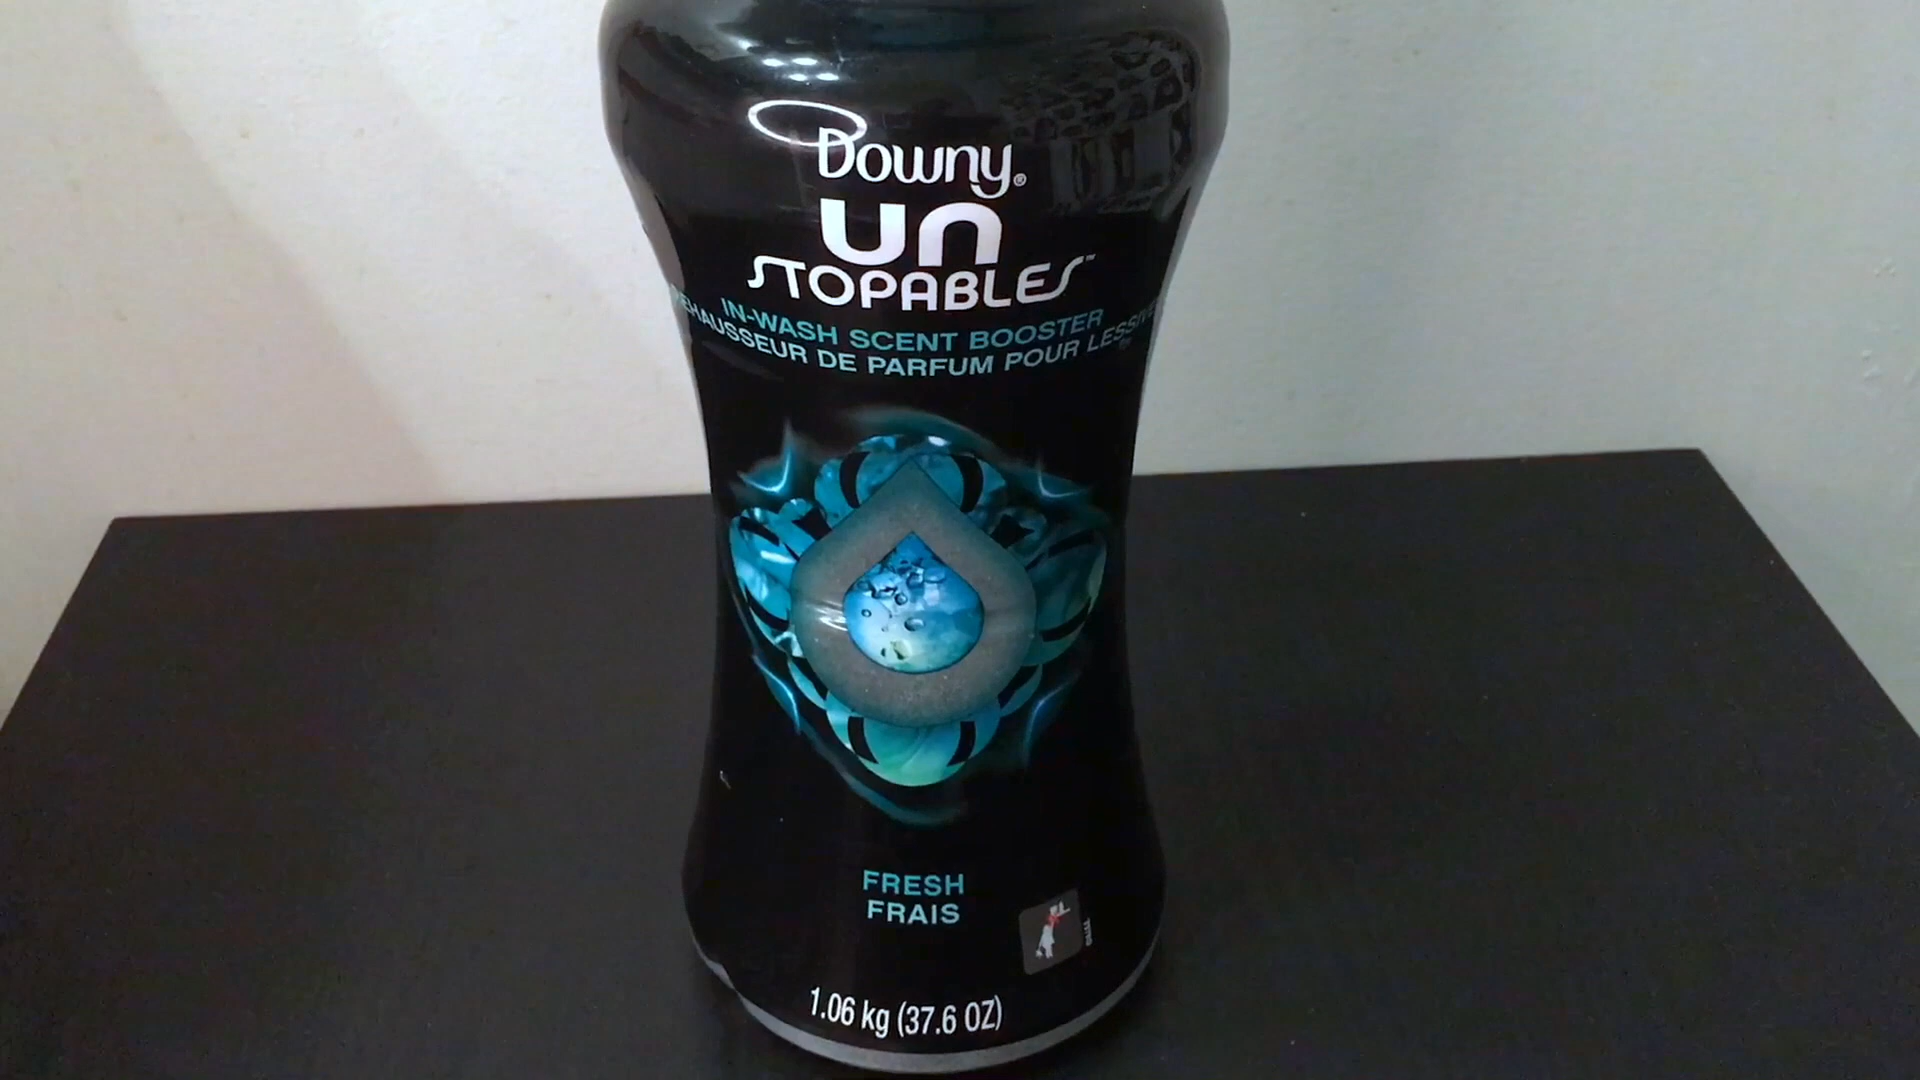 Downy®
UN
STOPABLES™
IN-WASH SCENT BOOSTER
DE PARFUM POUR LESSIVE
FRESH
FRAIS
1.06 kg (37.6 OZ)